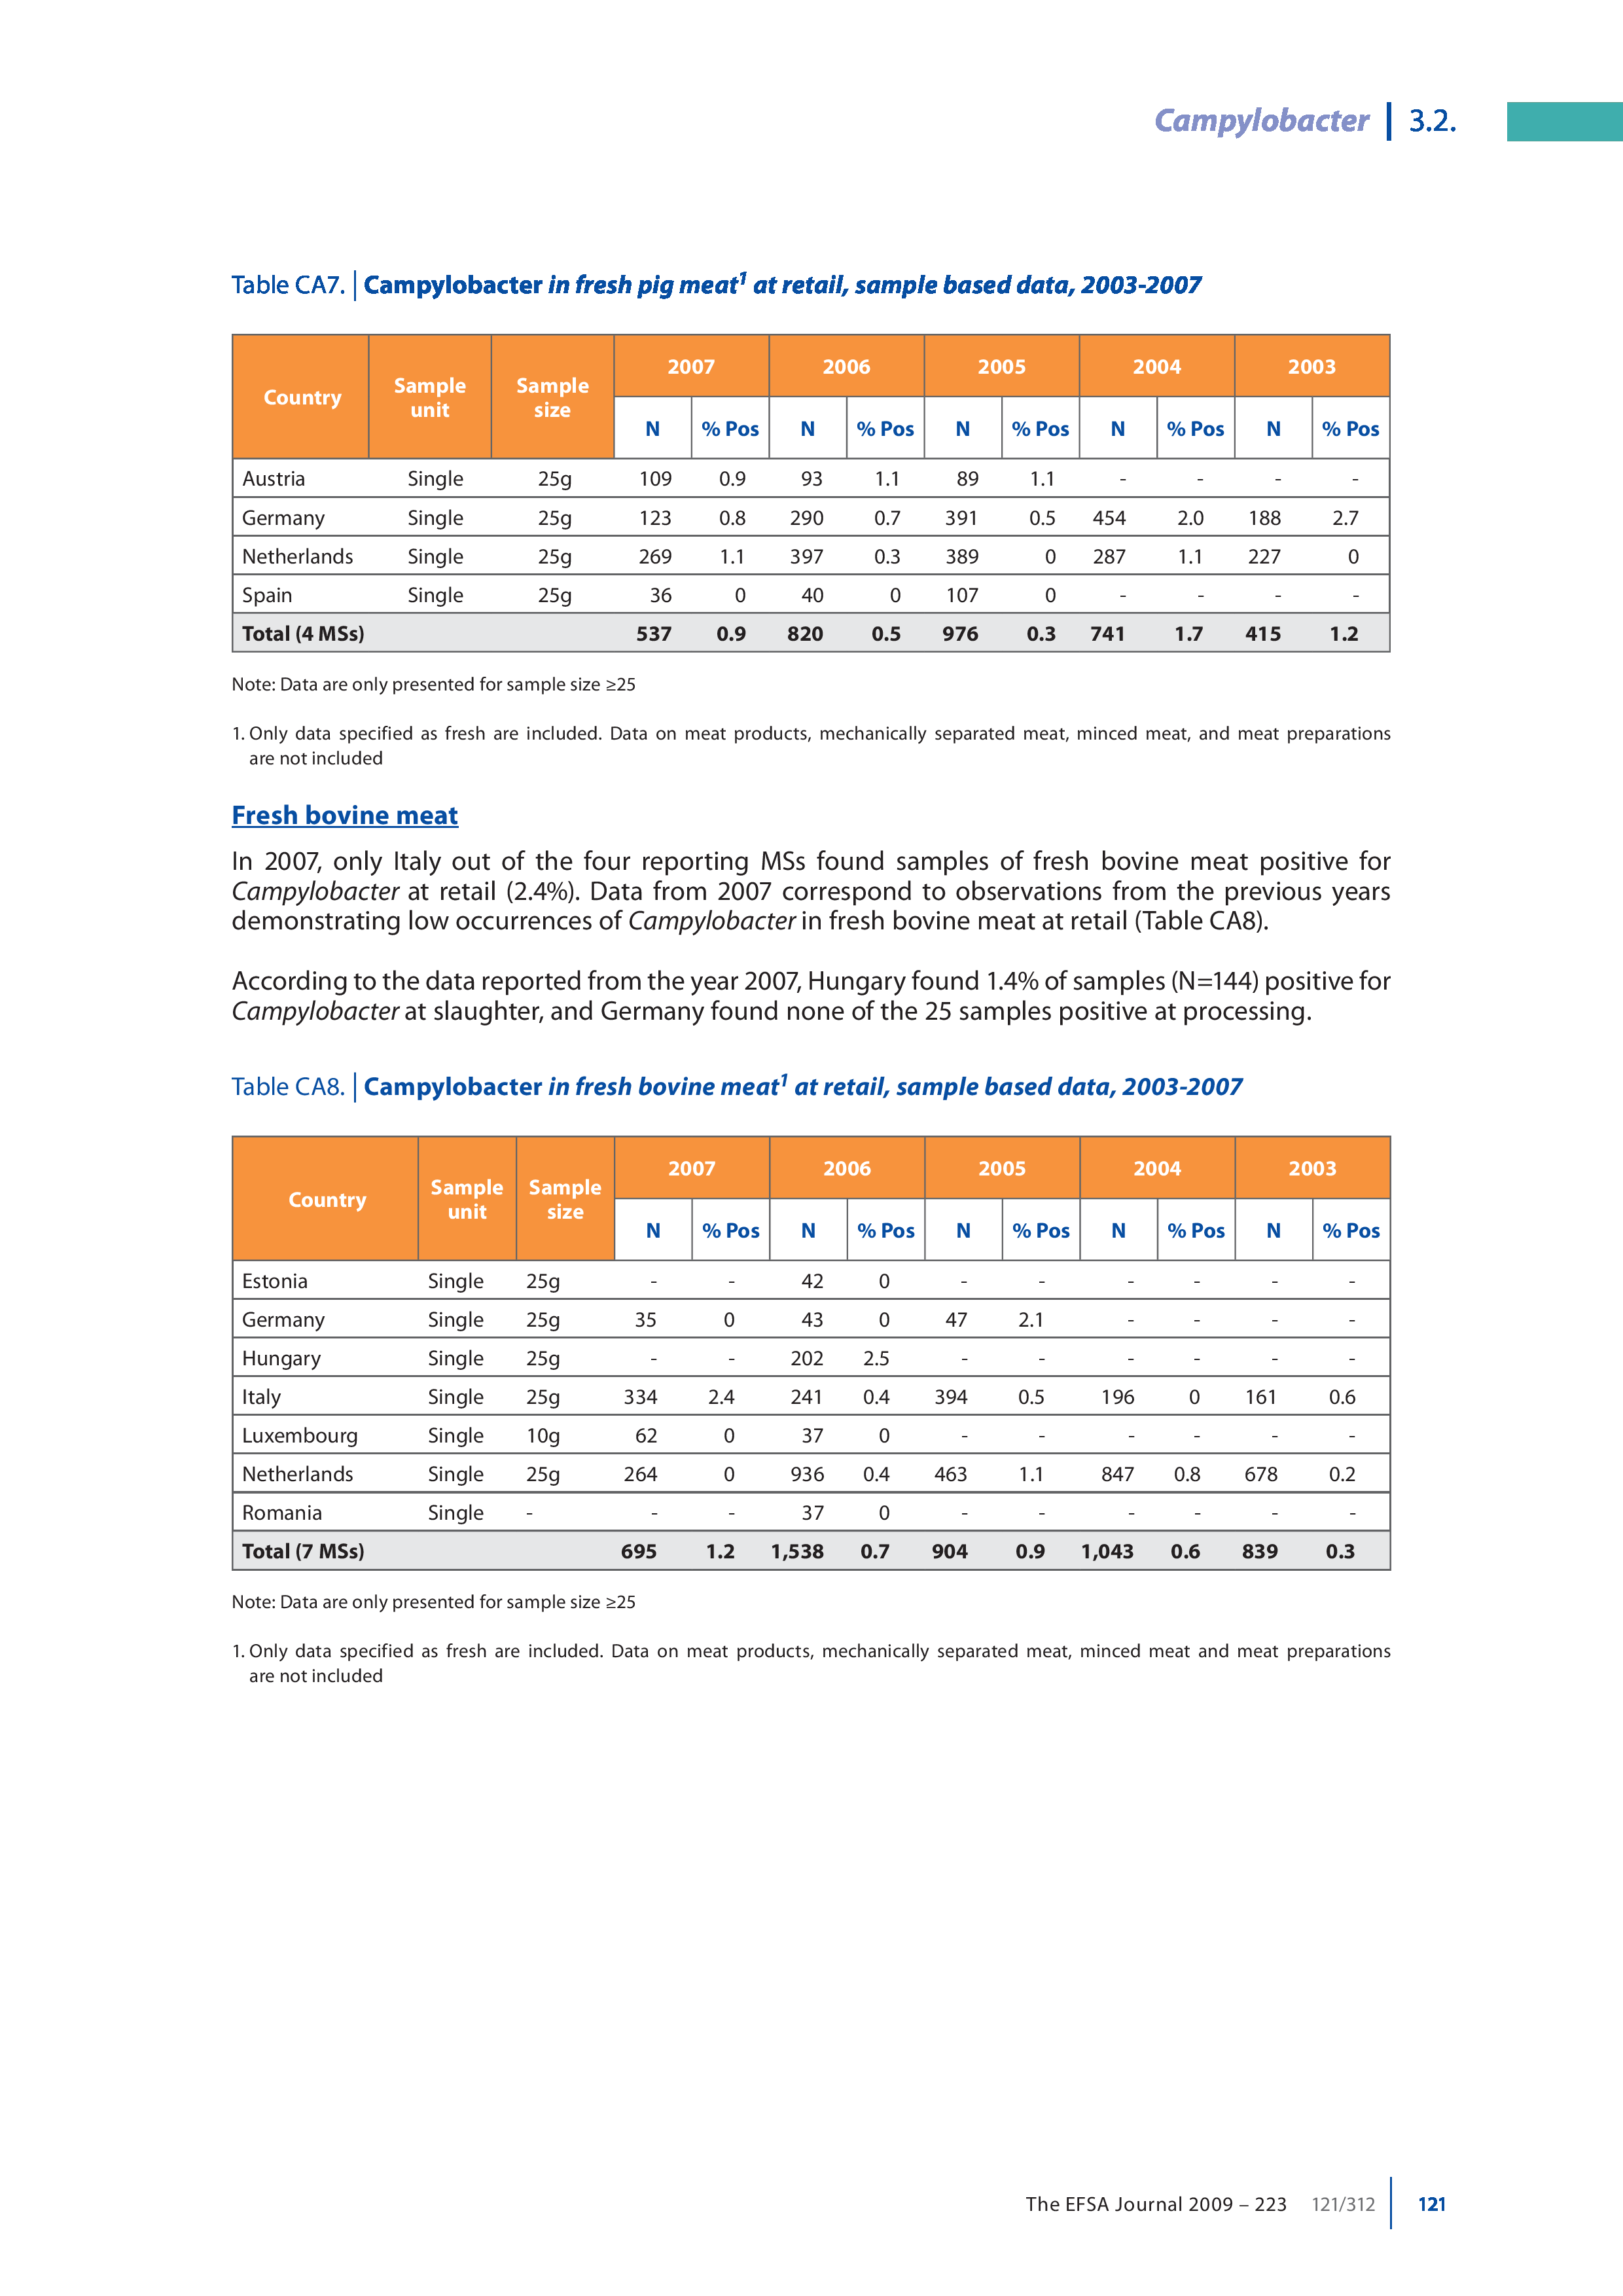 Campylobacter 3.2.
Table CA7. Campylobacter in fresh pig meat1 at retail, sample based data, 2003-2007
Country Sample unit Sample size 2007 2006 2005 2004 2003
N % Pos N % Pos N % Pos N % Pos N % Pos
Austria Single 25g 109 0.9 93 1.1 89 1.1 - - - -
Germany Single 25g 123 0.8 290 0.7 391 0.5 454 2.0 188 2.7
Netherlands Single 25g 269 1.1 397 0.3 389 0 287 1.1 227 0
Spain Single 25g 36 0 40 0 107 0 - - - -
Total (4 MSs) 537 0.9 820 0.5 976 0.3 741 1.7 415 1.2
Note: Data are only presented for sample size ≥25
1. Only data specified as fresh are included. Data on meat products, mechanically separated meat, minced meat, and meat preparations
are not included
Fresh bovine meat
In 2007, only Italy out of the four reporting MSs found samples of fresh bovine meat positive for
Campylobacter at retail (2.4%). Data from 2007 correspond to observations from the previous years
demonstrating low occurrences of Campylobacter in fresh bovine meat at retail (Table CA8).
According to the data reported from the year 2007, Hungary found 1.4% of samples (N=144) positive for
Campylobacter at slaughter, and Germany found none of the 25 samples positive at processing.
Table CA8. Campylobacter in fresh bovine meat1 at retail, sample based data, 2003-2007
Country Sample unit Sample size 2007 2006 2005 2004 2003
N % Pos N % Pos N % Pos N % Pos N % Pos
Estonia Single 25g - - 42 0 - - - - - -
Germany Single 25g 35 0 43 0 47 2.1 - - - -
Hungary Single 25g - - 202 2.5 - - - - - -
Italy Single 25g 334 2.4 241 0.4 394 0.5 196 0 161 0.6
Luxembourg Single 10g 62 0 37 0 - - - - - -
Netherlands Single 25g 264 0 936 0.4 463 1.1 847 0.8 678 0.2
Romania Single - - - 37 0 - - - - - -
Total (7 MSs) 695 1.2 1,538 0.7 904 0.9 1,043 0.6 839 0.3
Note: Data are only presented for sample size ≥25
1. Only data specified as fresh are included. Data on meat products, mechanically separated meat, minced meat and meat preparations
are not included
The EFSA Journal 2009 – 223 121/312 121